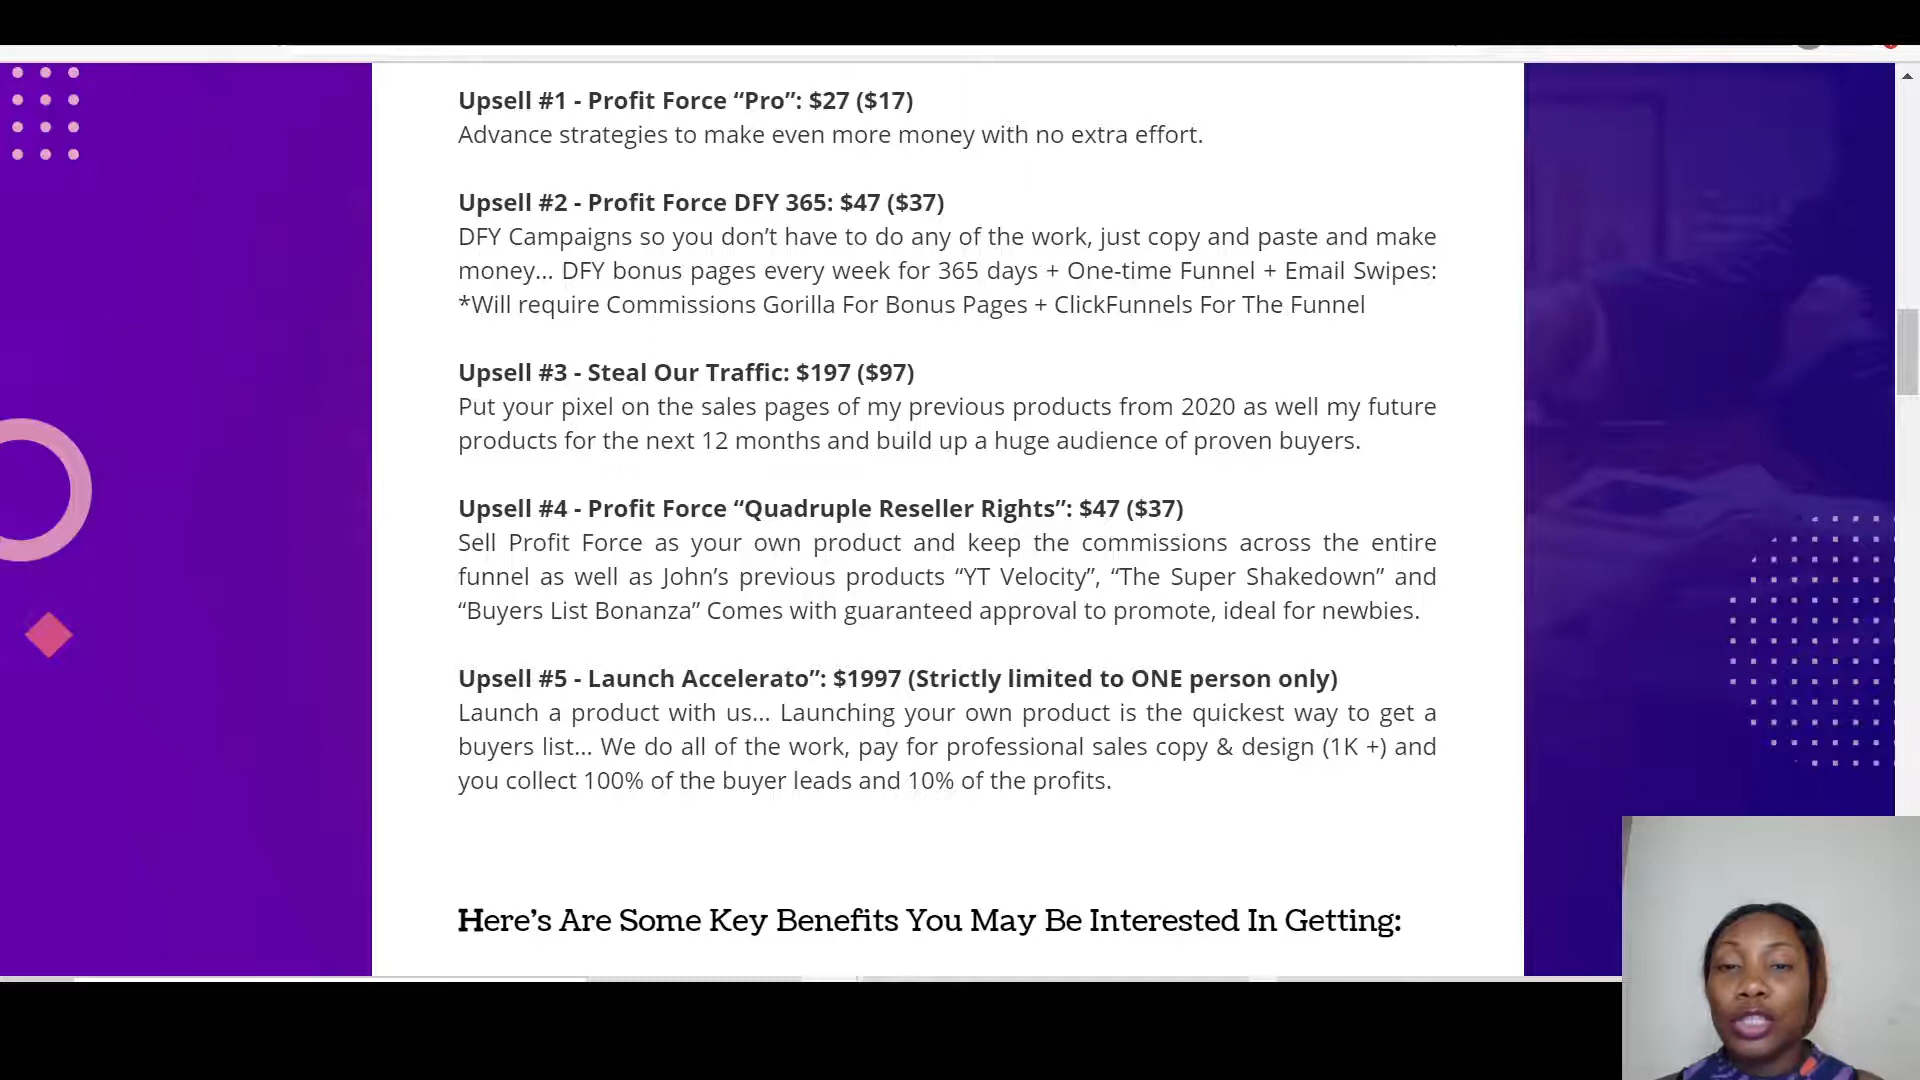 Upsell #1 - Profit Force “Pro”: $27 ($17)
Advance strategies to make even more money with no extra effort.
Upsell #2 - Profit Force DFY 365: $47 ($37)
DFY Campaigns so you don’t have to do any of the work, just copy and paste and make
money... DFY bonus pages every week for 365 days + One-time Funnel + Email Swipes:
*Will require Commissions Gorilla For Bonus Pages + ClickFunnels For The Funnel
Upsell #3 - Steal Our Traffic: $197 ($97)
Put your pixel on the sales pages of my previous products from 2020 as well my future
products for the next 12 months and build up a huge audience of proven buyers.
Upsell #4 - Profit Force “Quadruple Reseller Rights”: $47 ($37)
Sell Profit Force as your own product and keep the commissions across the entire
funnel as well as John’s previous products “YT Velocity”, “The Super Shakedown” and
“Buyers List Bonanza” Comes with guaranteed approval to promote, ideal for newbies.
Upsell #5 - Launch Accelerato”: $1997 (Strictly limited to ONE person only)
Launch a product with us... Launching your own product is the quickest way to get a
buyers list... We do all of the work, pay for professional sales copy & design (1K +) and
you collect 100% of the buyer leads and 10% of the profits.
Here’s Are Some Key Benefits You May Be Interested In Getting: